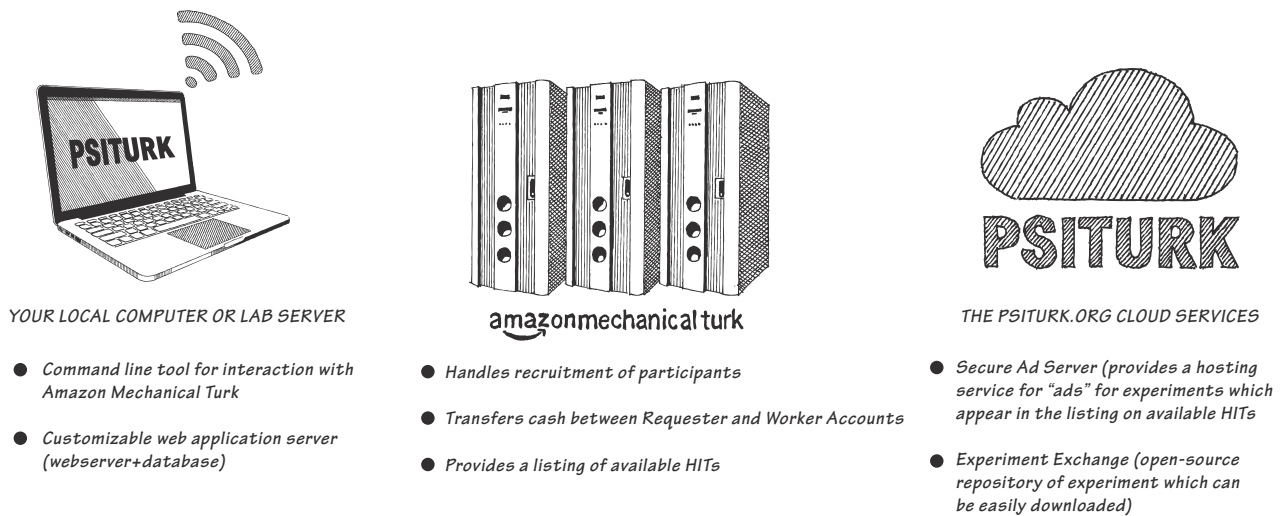 PSITURK
YOUR LOCAL COMPUTER OR LAB SERVER
● Command line tool for interaction with
Amazon Mechanical Turk
● Customizable web application server
(webserver+database)
amazonmechanical turk
● Handles recruitment of participants
● Transfers cash between Requester and Worker Accounts
● Provides a listing of available HITs
PSITURK
THE PSITURK.ORG CLOUD SERVICES
● Secure Ad Server (provides a hosting
service for “ads” for experiments which
appear in the listing on available HITs
● Experiment Exchange (open-source
repository of experiment which can
be easily downloaded)